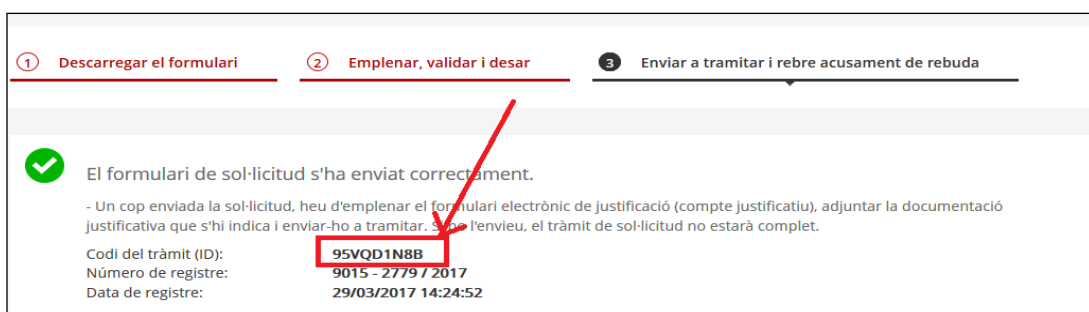 1 Descarregar el formulari
2 Emplenar, validar i desar
3 Enviar a tramitar i rebre acusament de rebuda
El formulari de sol·licitud s'ha enviat correctament.
- Un cop enviada la sol·licitud, heu d'emplenar el formulari electrònic de justificació (compte justificatiu), adjuntar la documentació
justificativa que s'hi indica i enviar-ho a tramitar. Si no l'envieu, el tràmit de sol·licitud no estarà complet.
Codi del tràmit (ID): 95VQD1N8B
Número de registre: 9015 - 2779 / 2017
Data de registre: 29/03/2017 14:24:52